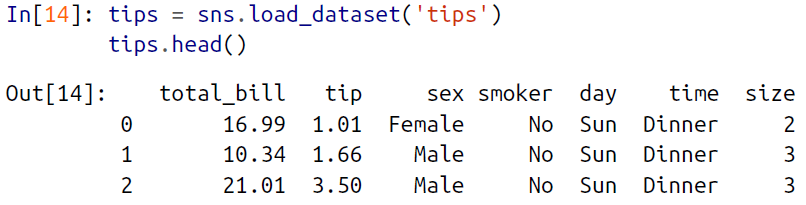 In[14]: tips = sns.load_dataset('tips')
tips.head()
Out[14]: total_bill tip sex smoker day time size
0 16.99 1.01 Female No Sun Dinner 2
1 10.34 1.66 Male No Sun Dinner 3
2 21.01 3.50 Male No Sun Dinner 3